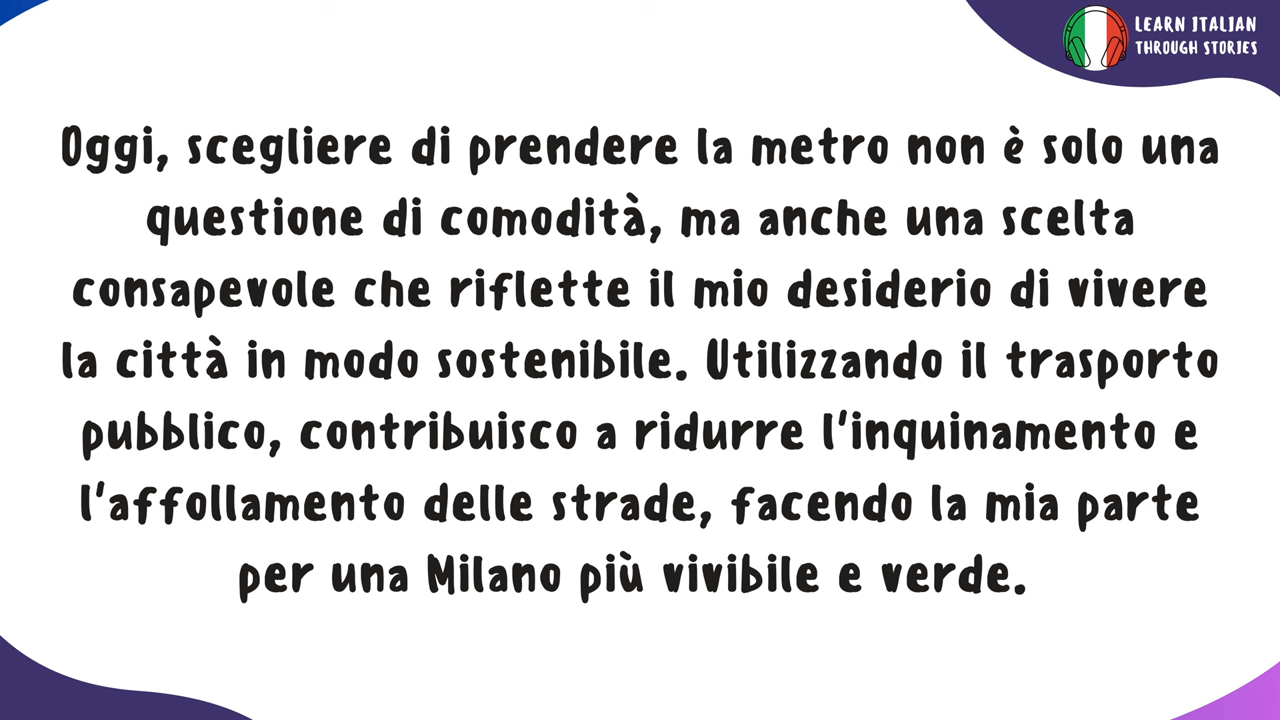 LEARN ITALIAN
THROUGH STORIES
Oggi, scegliere di prendere la metro non è solo una
questione di comodità, ma anche una scelta
consapevole che riflette il mio desiderio di vivere
la città in modo sostenibile. Utilizzando il trasporto
pubblico, contribuisco a ridurre l'inquinamento e
l'affollamento delle strade, facendo la mia parte
per una Milano più vivibile e verde.